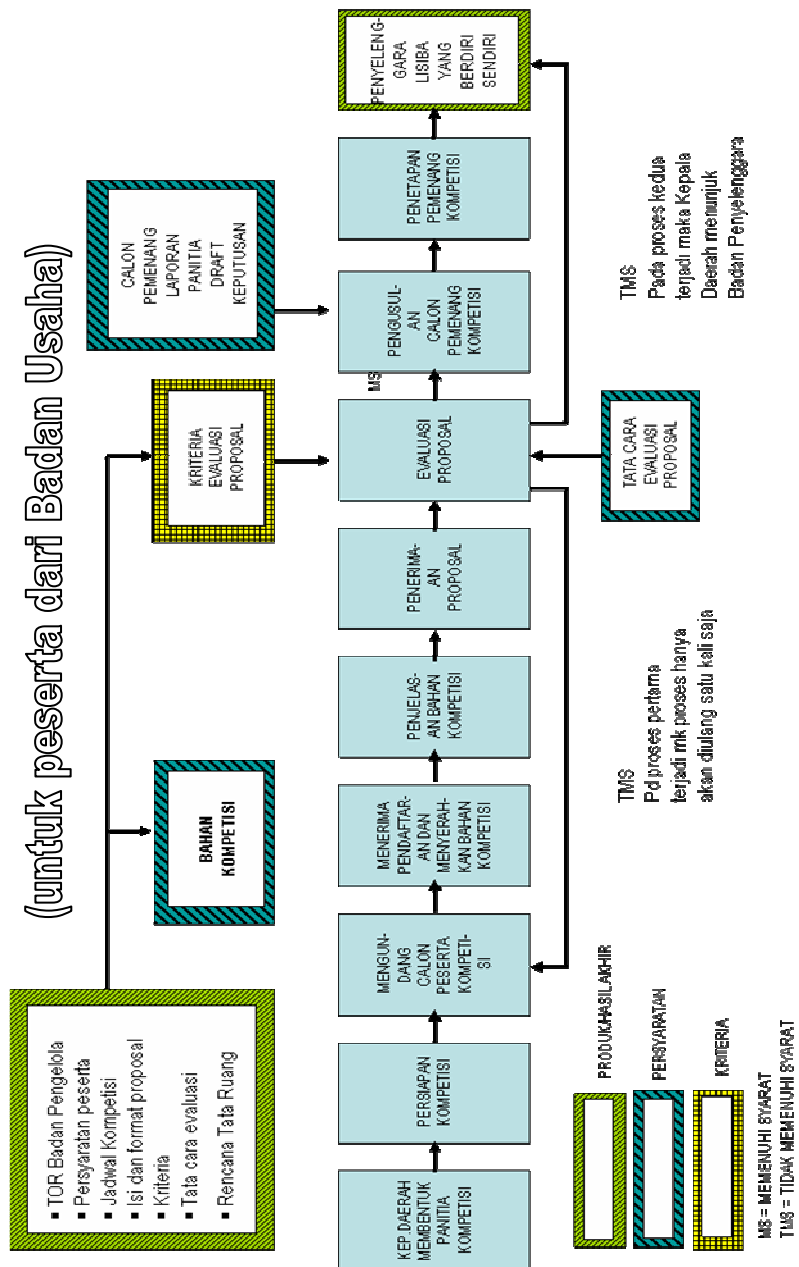 (untuk peserta dari Badan Usaha)
▪ TOR Badan Pengelola
▪ Persyaratan peserta
▪ Jadwal Kompetisi
▪ Isi dan format proposal
▪ Kriteria
▪ Tata cara evaluasi
▪ Rencana Tata Ruang
BAHAN
KOMPETISI
KRITERIA
EVALUASI
PROPOSAL
CALON
PEMENANG
LAPORAN
PANITIA
DRAFT
KEPUTUSAN
KEP.DAERAH
MEMBENTUK
PANITIA
KOMPETISI
PERSIAPAN
KOMPETISI
MENGUN-
DANG
CALON
PESERTA
KOMPETI-
SI
MENERIMA
PENDAFTAR-
AN DAN
MENYERAH-
KAN BAHAN
KOMPETISI
PENJELAS-
AN BAHAN
KOMPETISI
PENERIMA-
AN
PROPOSAL
EVALUASI
PROPOSAL
MS
PENGUSUL-
AN
CALON
PEMENANG
KOMPETISI
PENETAPAN
PEMENANG
KOMPETISI
PENYELENG-
GARA
LISIBA
YANG
BERDIRI
SENDIRI
TATA CARA
EVALUASI
PROPOSAL
TMS
Pd proses pertama
terjadi mk proses hanya
akan diulang satu kali saja
TMS
Pada proses kedua
terjadi maka Kepala
Daerah menunjuk
Badan Penyelenggara
PRODUK/HASIL AKHIR
PERSYARATAN
KRITERIA
MS = MEMENUHI SYARAT
TMS = TIDAK MEMENUHI SYARAT